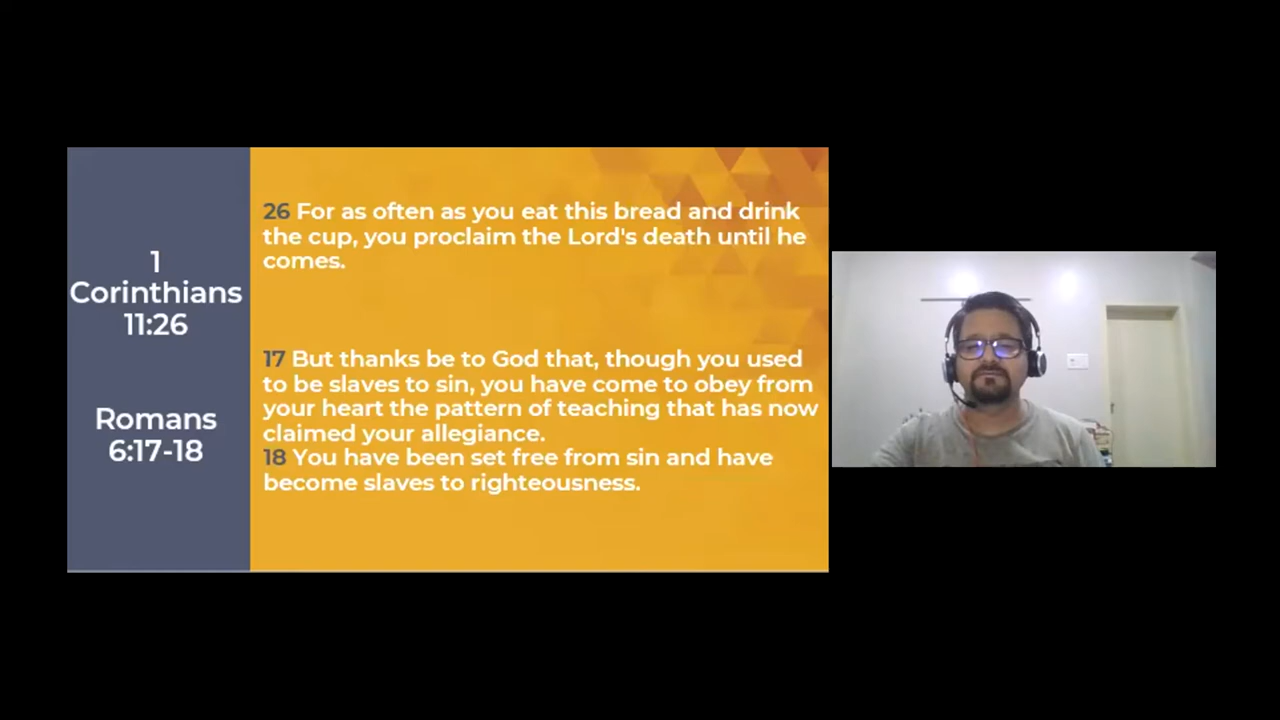 1
Corinthians
11:26
Romans
6:17-18
26 For as often as you eat this bread and drink
the cup, you proclaim the Lord's death until he
comes.
17 But thanks be to God that, though you used
to be slaves to sin, you have come to obey from
your heart the pattern of teaching that has now
claimed your allegiance.
18 You have been set free from sin and have
become slaves to righteousness.